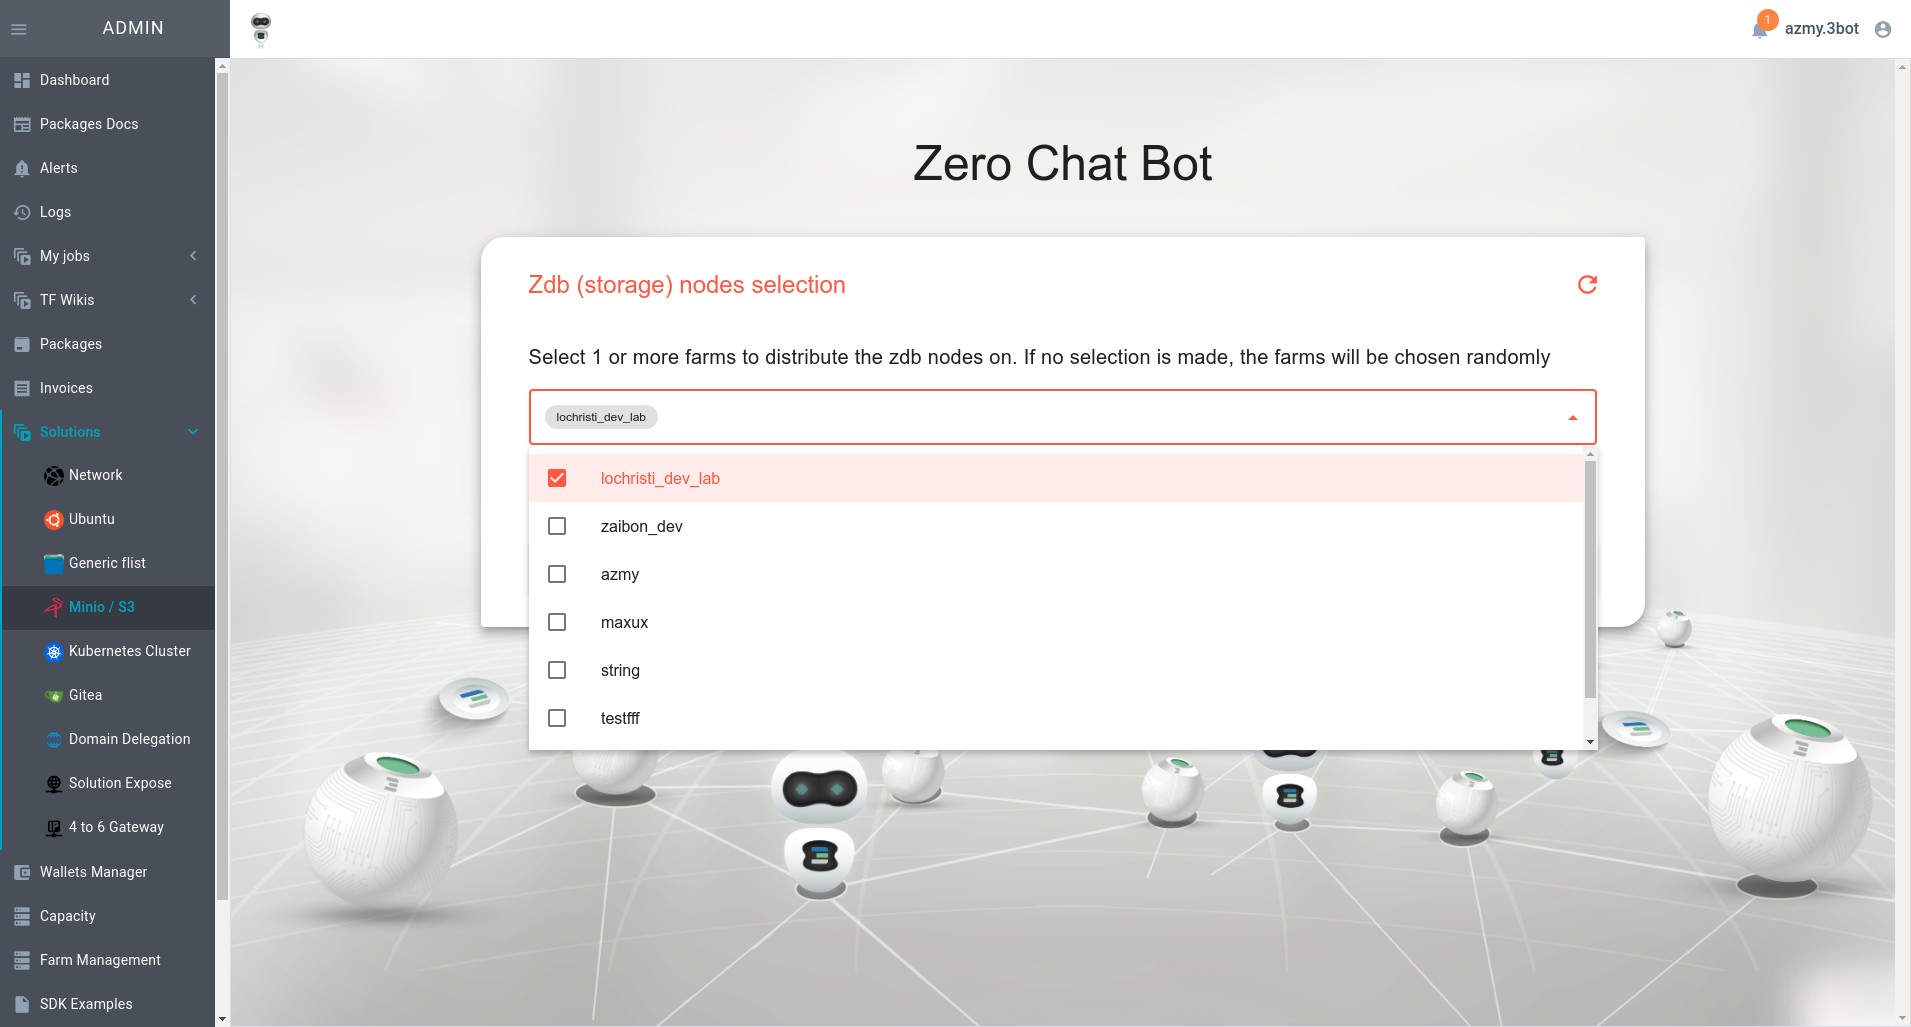 ADMIN
1
azmy.3bot
Dashboard
Packages Docs
Alerts
Logs
My jobs
TF Wikis
Packages
Invoices
Solutions
Network
Ubuntu
Generic flist
Minio / S3
Kubernetes Cluster
Gitea
Domain Delegation
Solution Expose
4 to 6 Gateway
Wallets Manager
Capacity
Farm Management
SDK Examples
Zero Chat Bot
Zdb (storage) nodes selection
Select 1 or more farms to distribute the zdb nodes on. If no selection is made, the farms will be chosen randomly
lochristi_dev_lab
lochristi_dev_lab
zaibon_dev
azmy
maxux
string
testfff